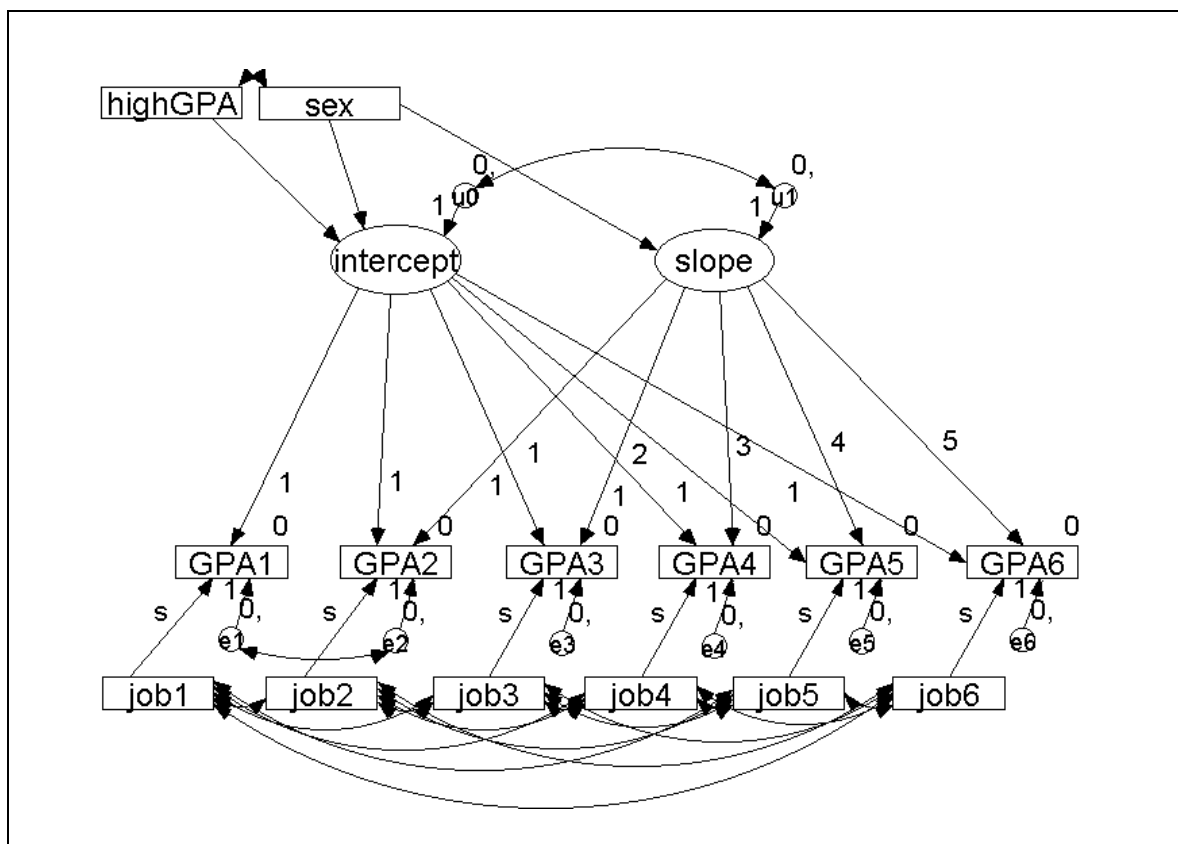 highGPA sex
0, 0,
u0 u1
1 1
intercept slope
1 2 3 4 5
1 1 1 1 1 1
0 0 0 0 0 0
GPA1 GPA2 GPA3 GPA4 GPA5 GPA6
1 1 1 1 1 1
s 0, s 0, s 0, s 0, s 0, s 0,
e1 e2 e3 e4 e5 e6
job1 job2 job3 job4 job5 job6